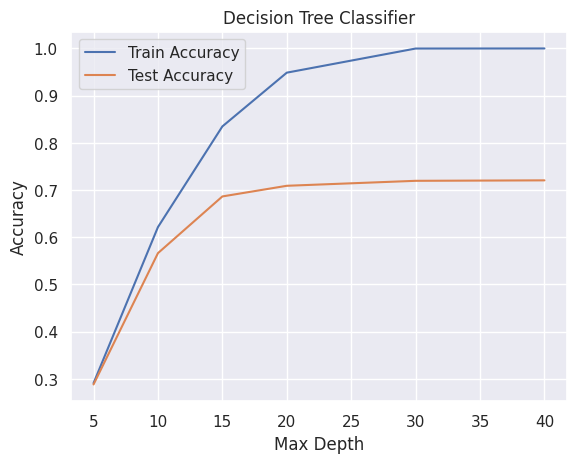 Decision Tree Classifier
Train Accuracy
Test Accuracy
Accuracy
1.0
0.9
0.8
0.7
0.6
0.5
0.4
0.3
5 10 15 20 25 30 35 40
Max Depth